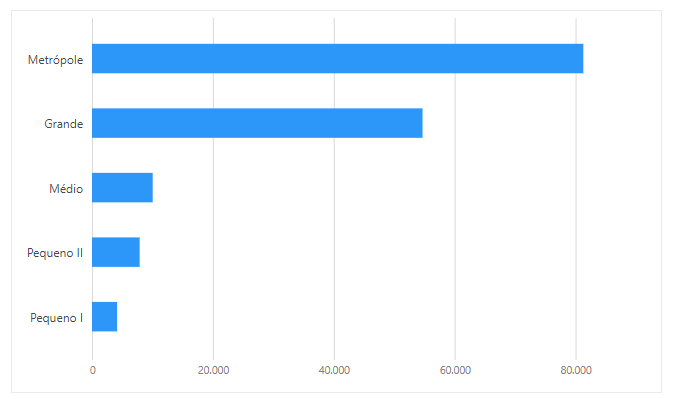 Metrópole
Grande
Médio
Pequeno II
Pequeno I
0 20.000 40.000 60.000 80.000